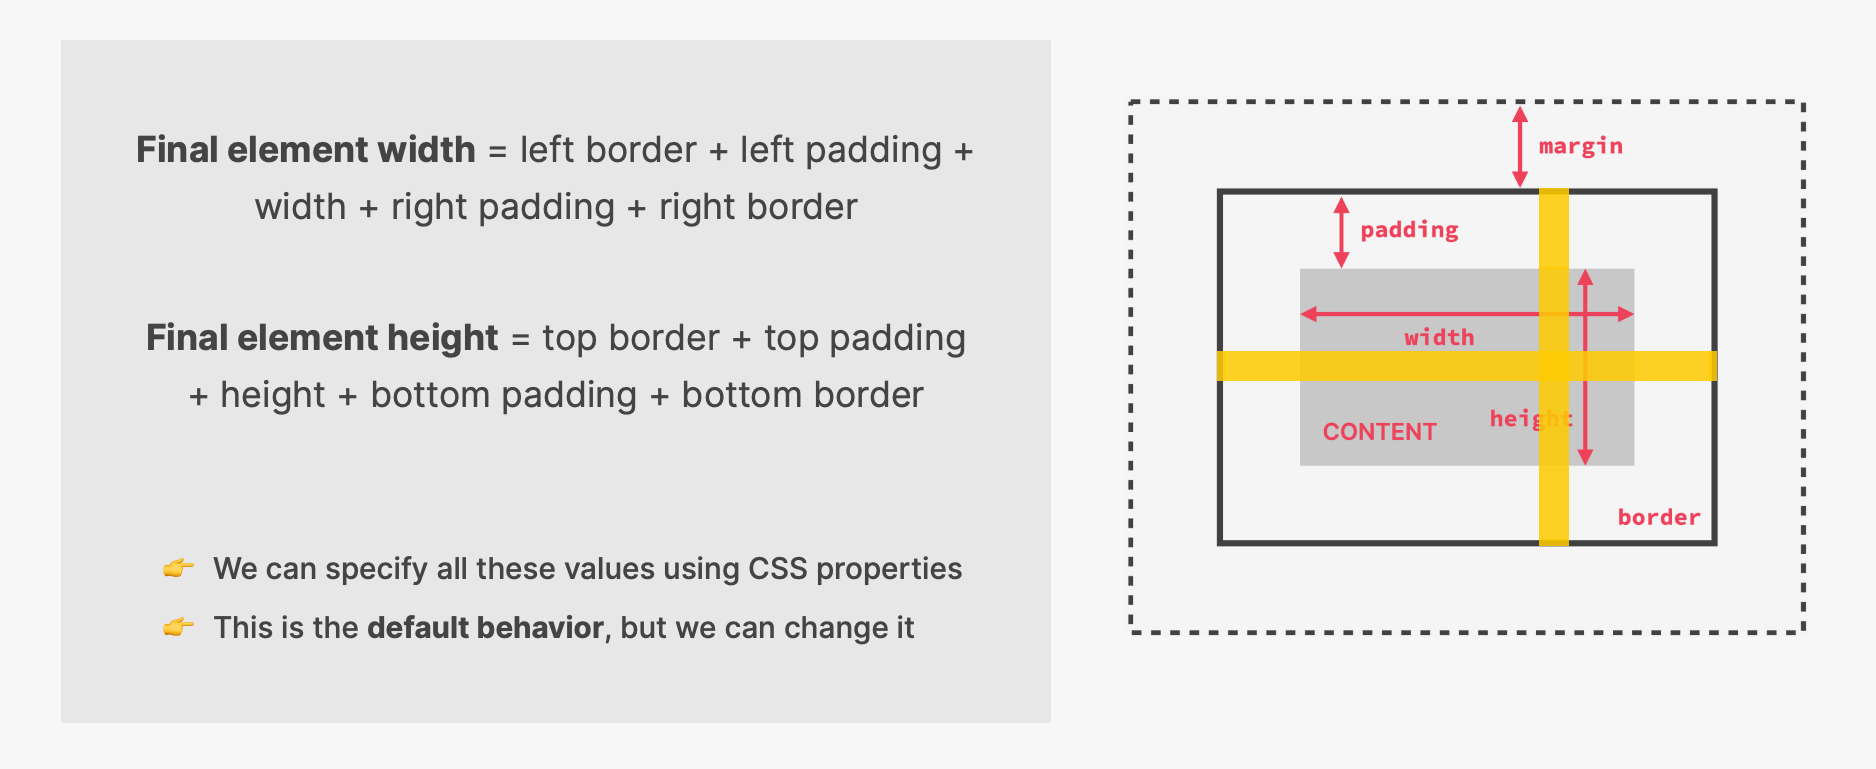 Final element width = left border + left padding +
width + right padding + right border
Final element height = top border + top padding
+ height + bottom padding + bottom border
👉 We can specify all these values using CSS properties
👉 This is the default behavior, but we can change it
margin
padding
width
height
CONTENT
border